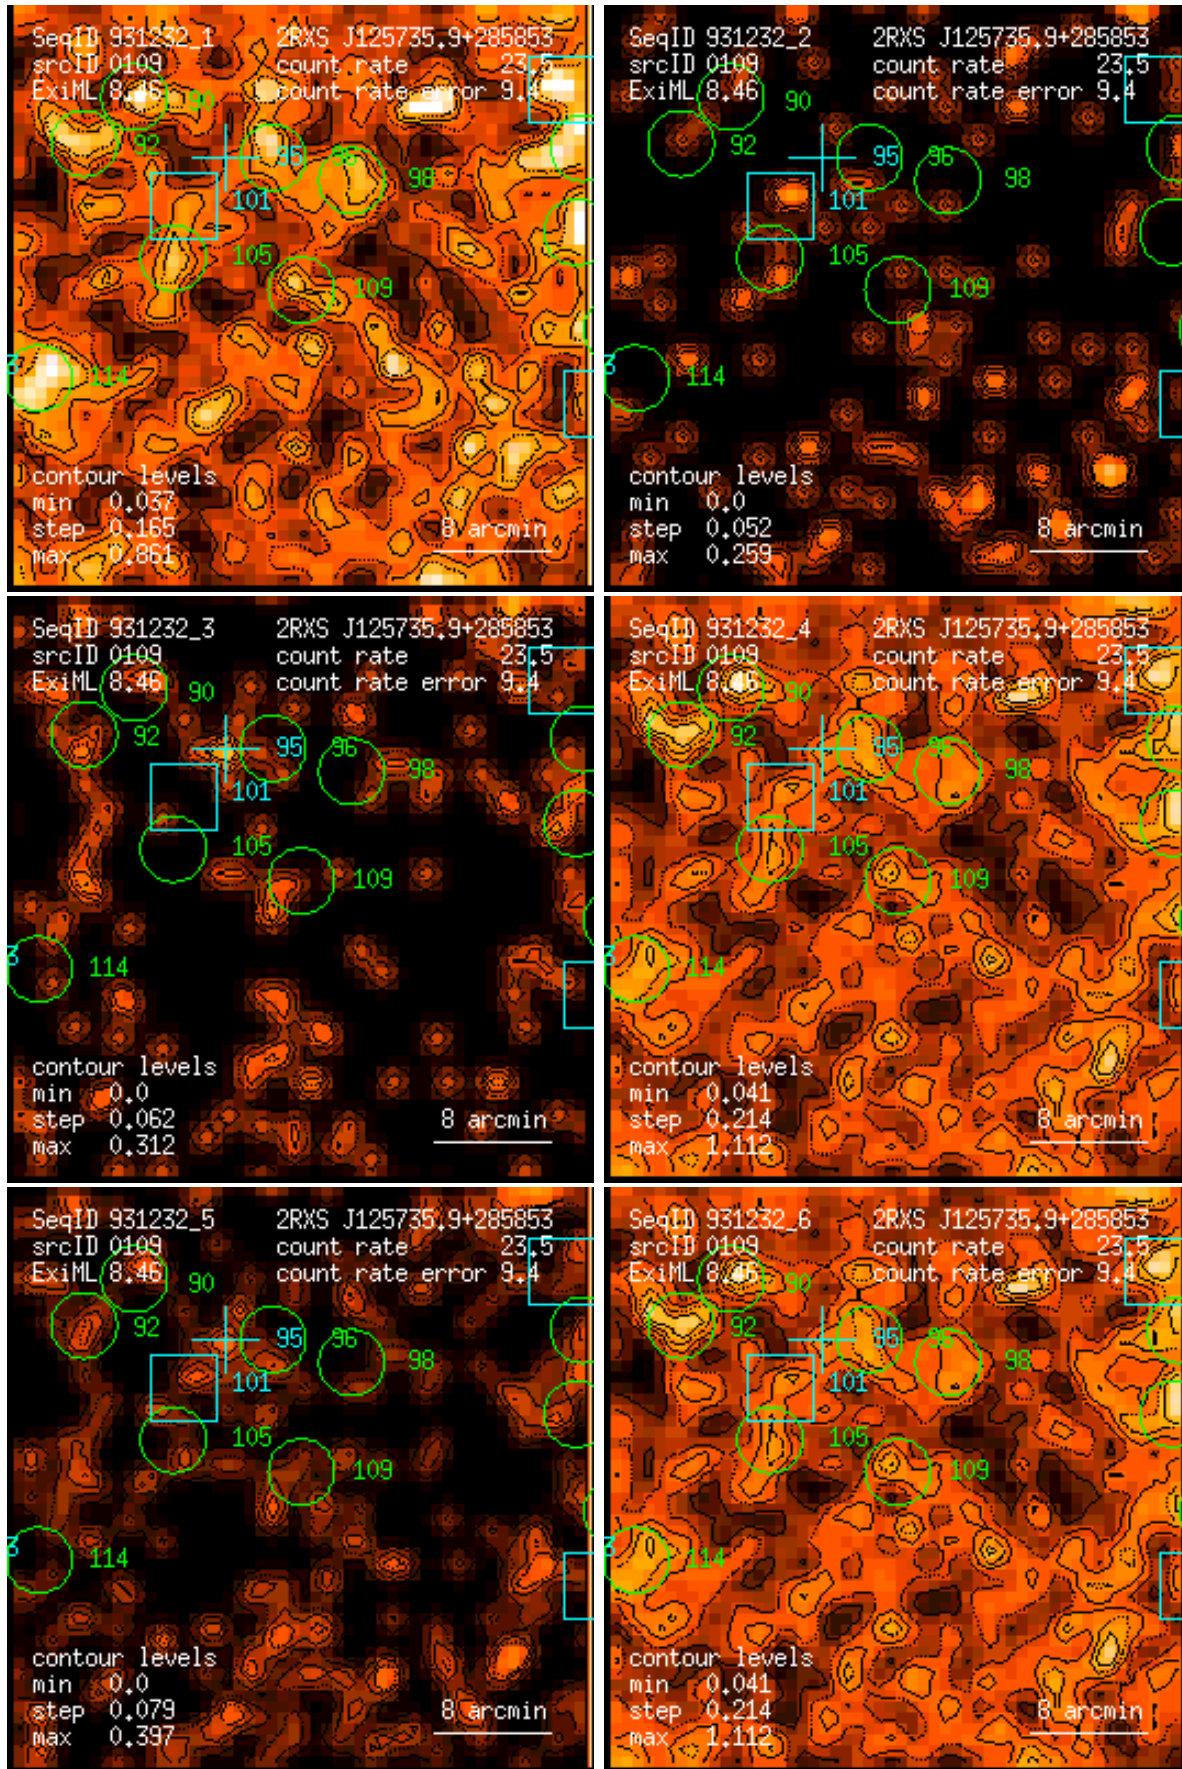 SeqID 931232_1 2RXS J125735.9+285853
srcID 0109 count rate 23.5
ExiML 8.46 count rate error 9.4
90
92 95 96 98
101
105
109
3 114
contour levels
min 0.037
step 0.165 8 arcmin
max 0.861
SeqID 931232_2 2RXS J125735.9+285853
srcID 0109 count rate 23.5
ExiML 8.46 count rate error 9.4
90
92 95 96 98
101
105
109
3 114
contour levels
min 0.0
step 0.052 8 arcmin
max 0.259
SeqID 931232_3 2RXS J125735.9+285853
srcID 0109 count rate 23.5
ExiML 8.46 count rate error 9.4
90
92 95 96 98
101
105
109
3 114
contour levels
min 0.0
step 0.062 8 arcmin
max 0.312
SeqID 931232_4 2RXS J125735.9+285853
srcID 0109 count rate 23.5
ExiML 8.46 count rate error 9.4
90
92 95 96 98
101
105
109
3 114
contour levels
min 0.041
step 0.214 8 arcmin
max 1.112
SeqID 931232_5 2RXS J125735.9+285853
srcID 0109 count rate 23.5
ExiML 8.46 count rate error 9.4
90
92 95 96 98
101
105
109
3 114
contour levels
min 0.0
step 0.079 8 arcmin
max 0.397
SeqID 931232_6 2RXS J125735.9+285853
srcID 0109 count rate 23.5
ExiML 8.46 count rate error 9.4
90
92 95 96 98
101
105
109
3 114
contour levels
min 0.041
step 0.214 8 arcmin
max 1.112